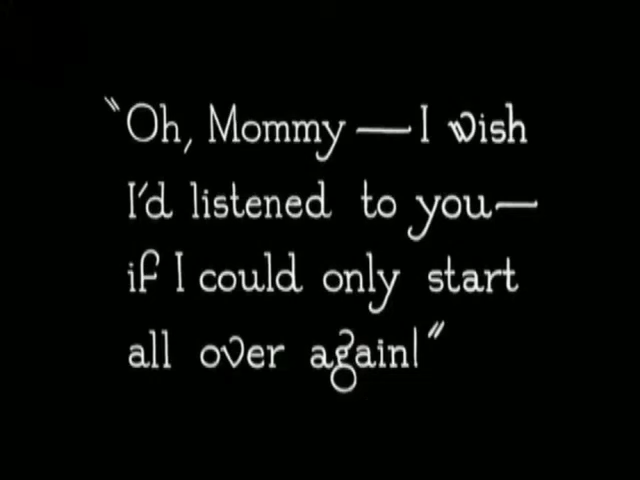 "Oh, Mommy—I wish
I'd listened to you—
if I could only start
all over again!"